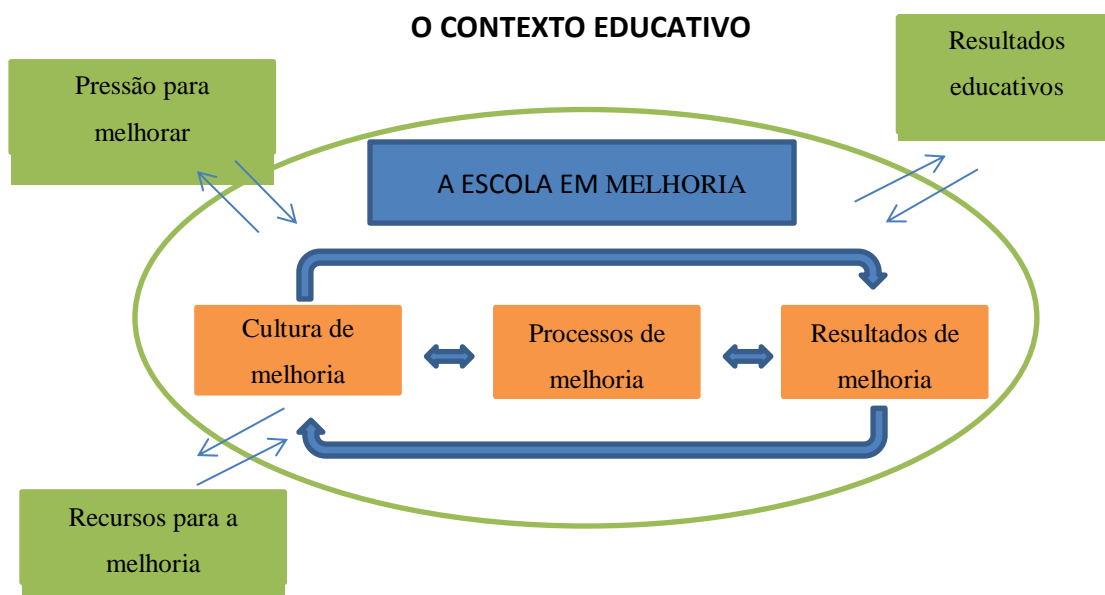 O CONTEXTO EDUCATIVO
Resultados
educativos
Pressão para
melhorar
A ESCOLA EM MELHORIA
Cultura de
melhoria
Processos de
melhoria
Resultados de
melhoria
Recursos para a
melhoria